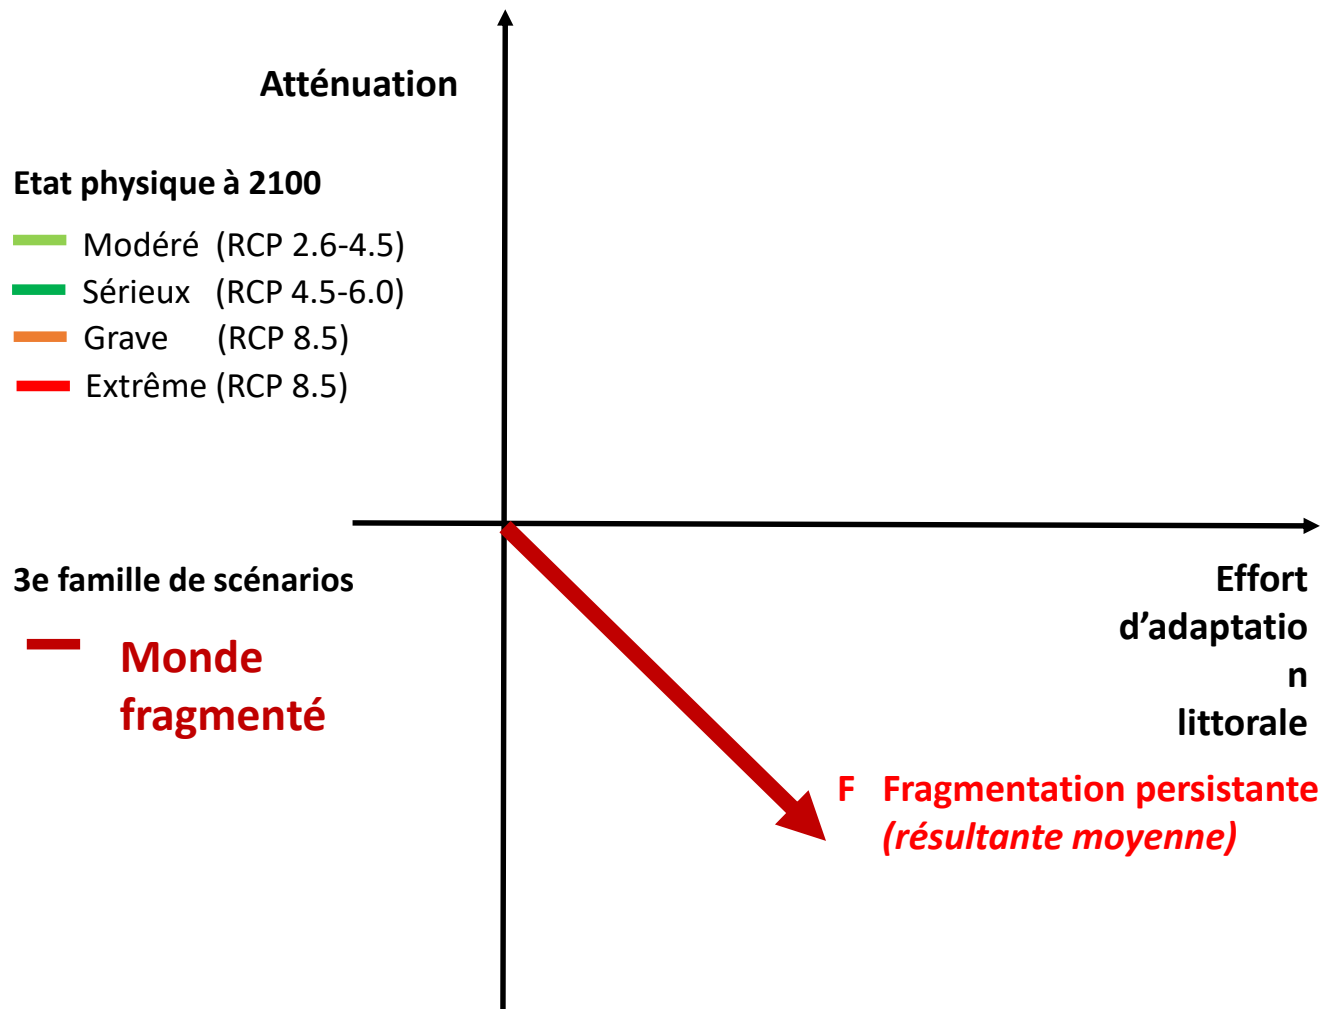 Atténuation
Etat physique à 2100
Modéré (RCP 2.6-4.5)
Sérieux (RCP 4.5-6.0)
Grave (RCP 8.5)
Extrême (RCP 8.5)
3e famille de scénarios
Monde
fragmenté
Effort
d’adaptatio
n
littorale
F Fragmentation persistante
(résultante moyenne)